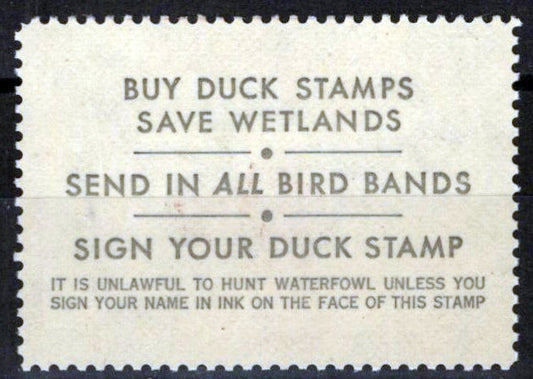 BUY DUCK STAMPS
SAVE WETLANDS
SEND IN ALL BIRD BANDS
SIGN YOUR DUCK STAMP
IT IS UNLAWFUL TO HUNT WATERFOWL UNLESS YOU
SIGN YOUR NAME IN INK ON THE FACE OF THIS STAMP